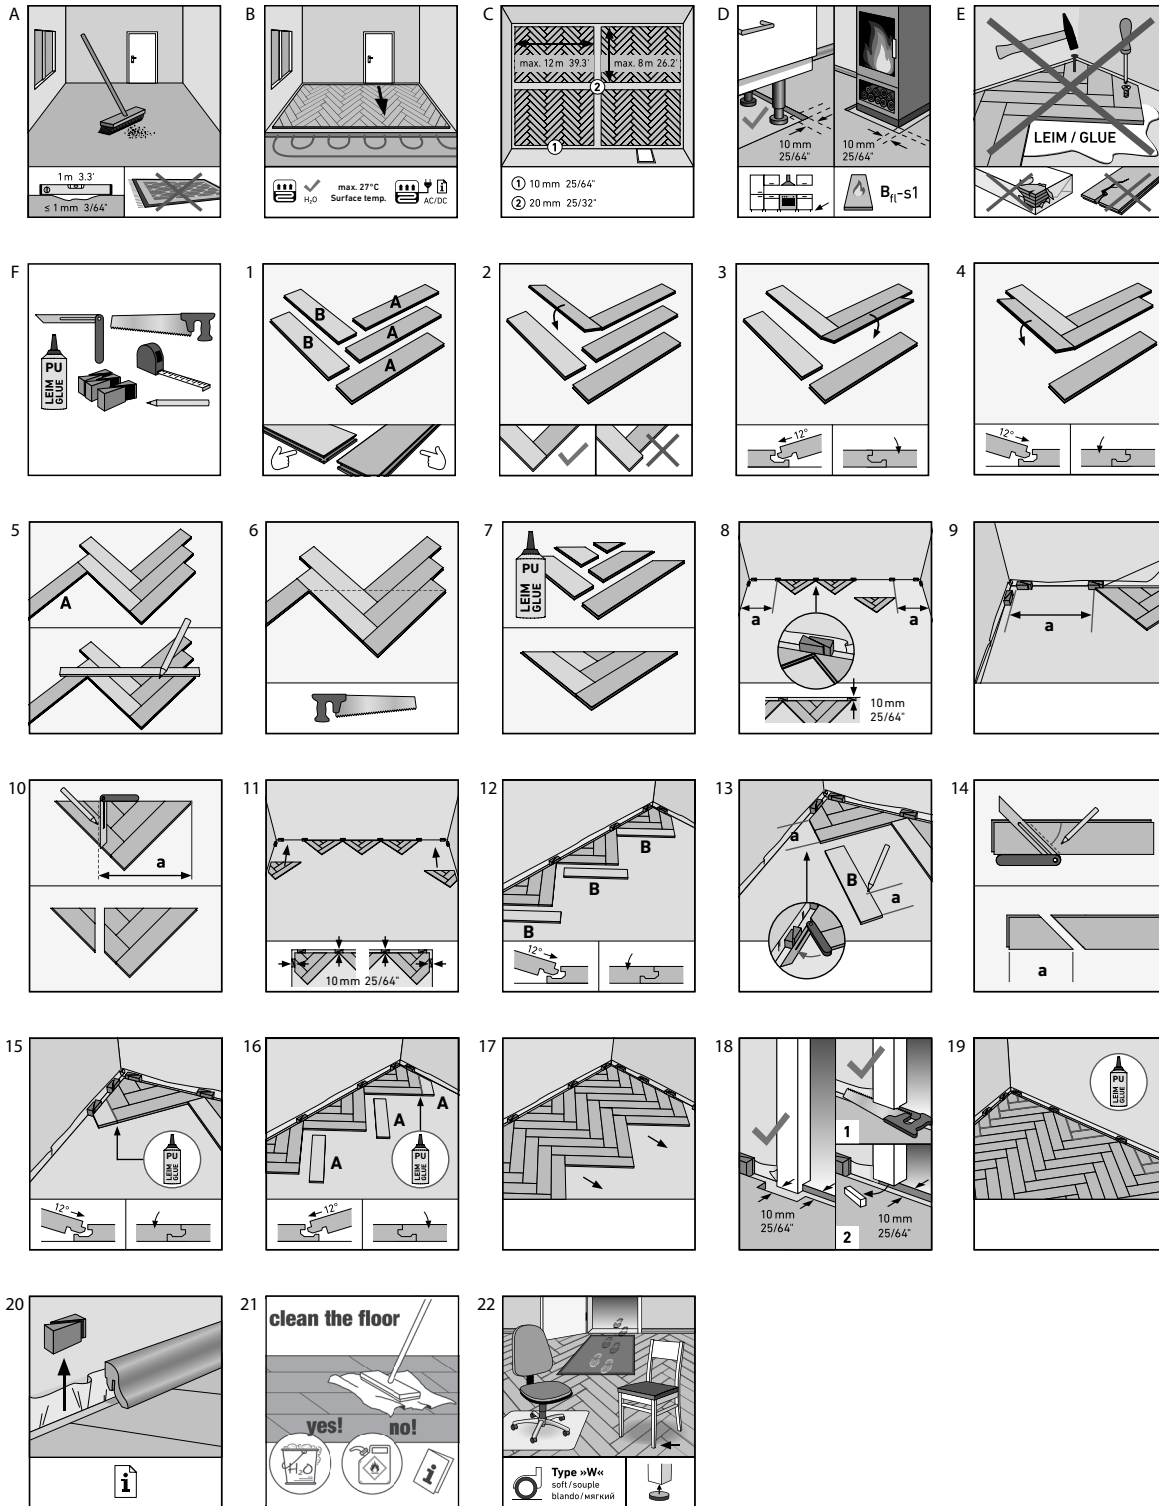 A
1 m 3.3'
≤ 1 mm 3/64"
B
H₂O
max. 27°C
Surface temp.
AC/DC
C
max. 12 m 39.3'
max. 8 m 26.2'
2
1
1 10 mm 25/64"
2 20 mm 25/32"
D
10 mm
25/64"
10 mm
25/64"
Bfl-s1
E
LEIM / GLUE
F
PU
LEIM
GLUE
1
B
B
A
A
A
2
3
12°
4
12°
5
A
6
7
PU
LEIM
GLUE
8
a
a
10 mm
25/64"
9
a
10
a
11
10 mm 25/64"
12
B
B
B
12°
13
a
B
a
14
a
15
PU
LEIM
GLUE
12°
16
A
A
A
PU
LEIM
GLUE
12°
17
18
10 mm
25/64"
1
2
10 mm
25/64"
19
PU
LEIM
GLUE
20
i
21
clean the floor
yes!
no!
H₂O
i
22
Type »W«
soft / souple
blando / мягкий